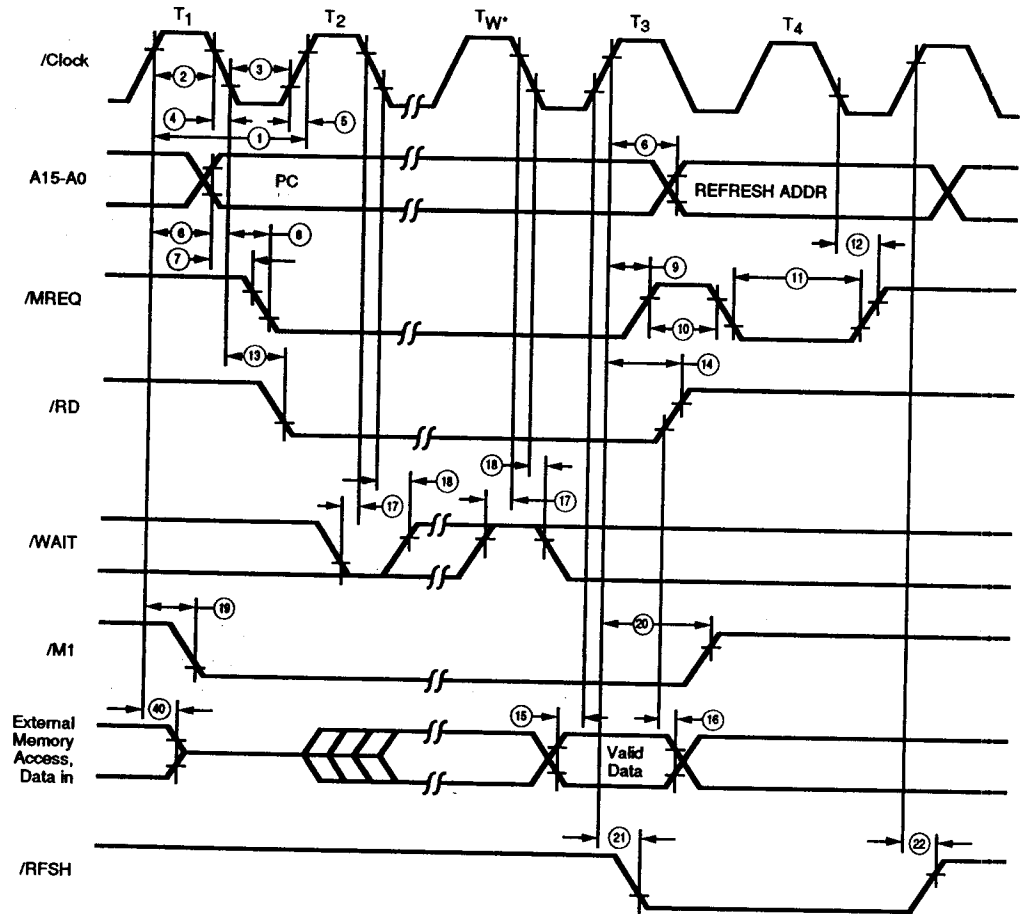 T1 T2 TW* T3 T4
/Clock
2 3
4 1 5 6
A15-A0 PC REFRESH ADDR
6 8 12
7 9 11
/MREQ
10
13 14
/RD
18 18
17 17
/WAIT
19 20
/M1
40 15 16
External
Memory
Access,
Data in
Valid
Data
21 22
/RFSH